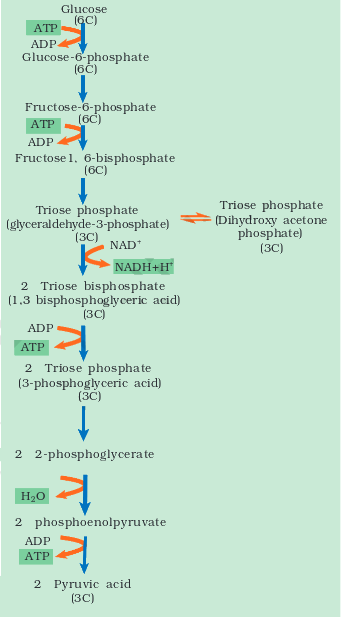 Glucose
(6C)
ATP
ADP
Glucose-6-phosphate
(6C)
Fructose-6-phosphate
(6C)
ATP
ADP
Fructose1, 6-bisphosphate
(6C)
Triose phosphate
(glyceraldehyde-3-phosphate)
(3C)
Triose phosphate
(Dihydroxy acetone
phosphate)
(3C)
NAD⁺
NADH+H⁺
2 Triose bisphosphate
(1,3 bisphosphoglyceric acid)
(3C)
ADP
ATP
2 Triose phosphate
(3-phosphoglyceric acid)
(3C)
2 2-phosphoglycerate
H₂O
2 phosphoenolpyruvate
ADP
ATP
2 Pyruvic acid
(3C)